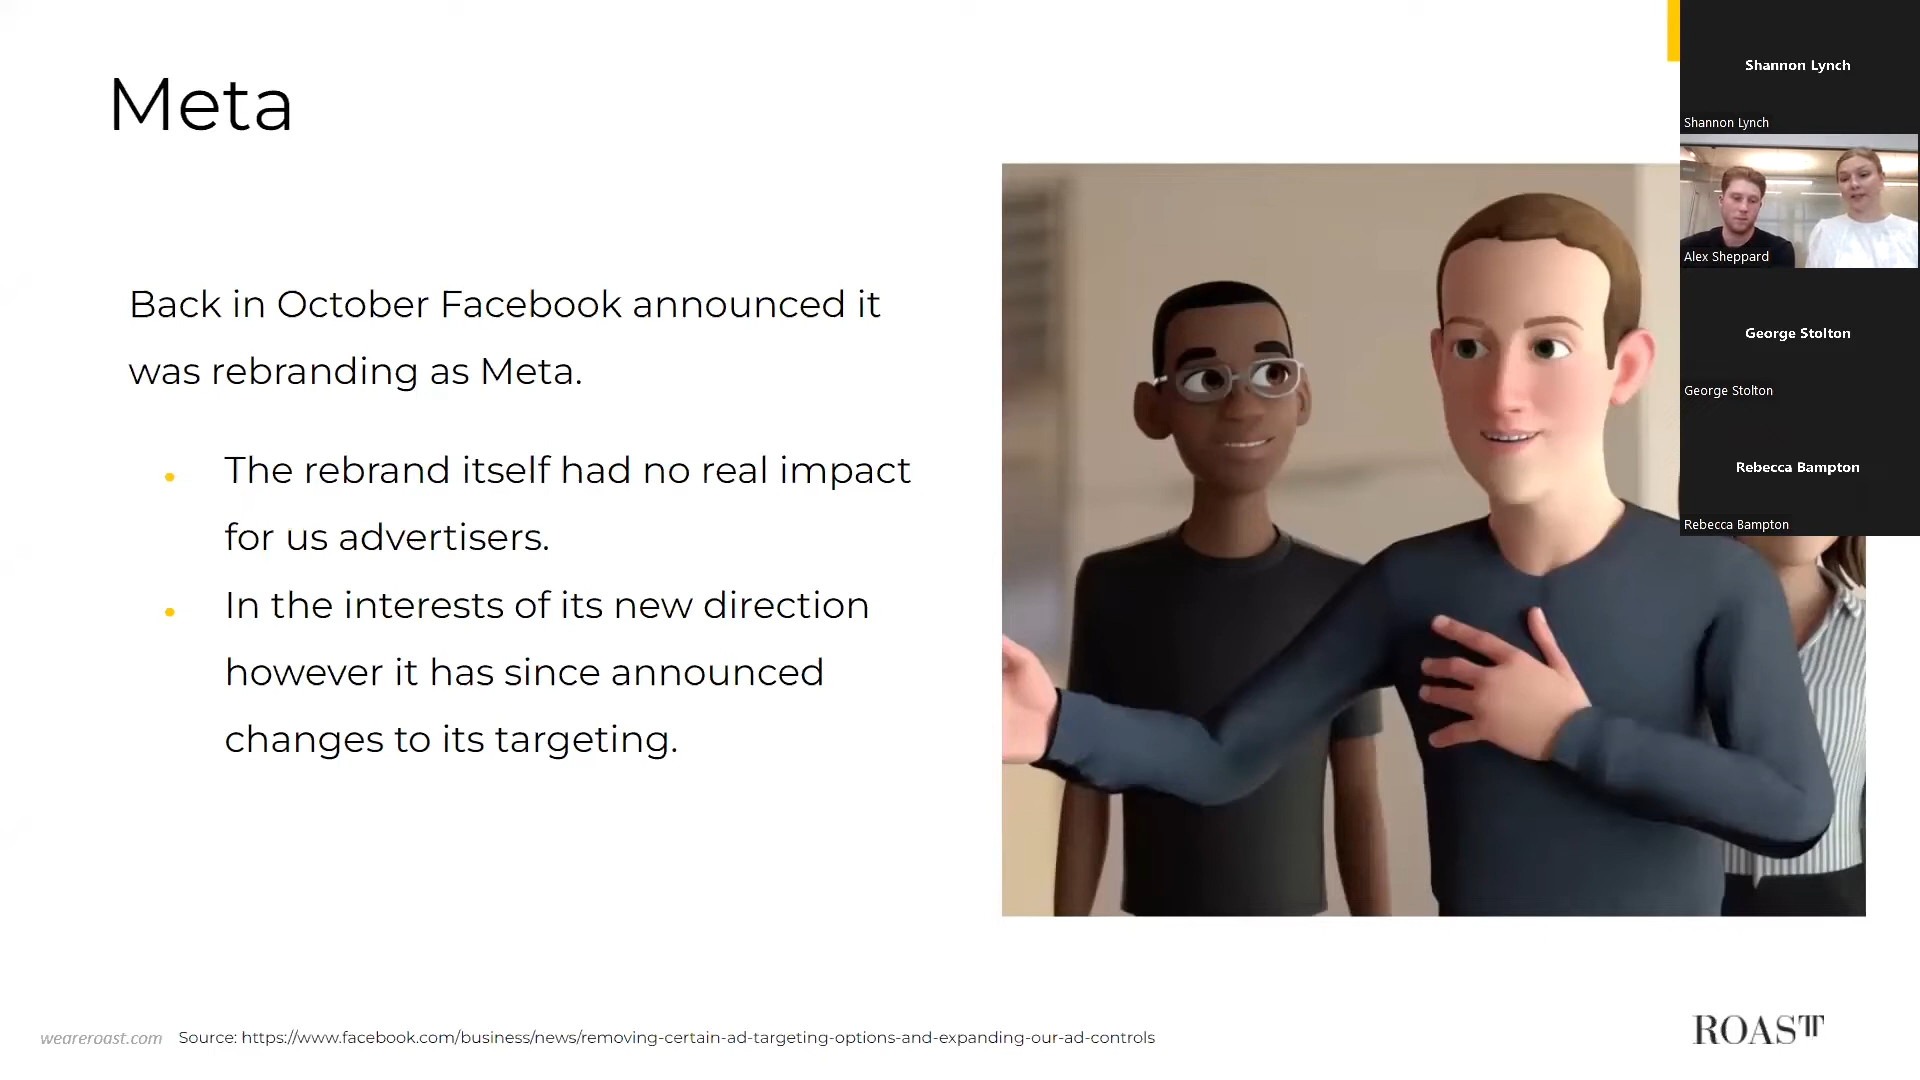 Meta
Back in October Facebook announced it
was rebranding as Meta.
• The rebrand itself had no real impact
for us advertisers.
• In the interests of its new direction
however it has since announced
changes to its targeting.
Shannon Lynch
Shannon Lynch
Alex Sheppard
George Stolton
George Stolton
Rebecca Bampton
Rebecca Bampton
weareroast.com Source: https://www.facebook.com/business/news/removing-certain-ad-targeting-options-and-expanding-our-ad-controls
ROAST